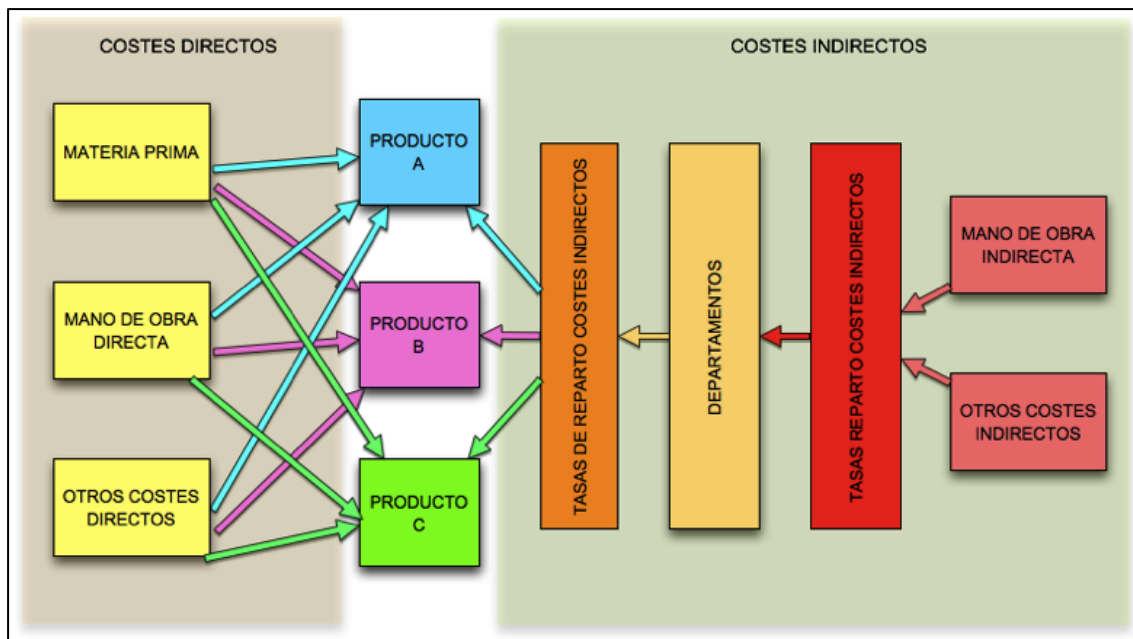 COSTES DIRECTOS
COSTES INDIRECTOS
MATERIA PRIMA
MANO DE OBRA
DIRECTA
OTROS COSTES
DIRECTOS
PRODUCTO
A
PRODUCTO
B
PRODUCTO
C
TASAS DE REPARTO COSTES INDIRECTOS
DEPARTAMENTOS
TASAS REPARTO COSTES INDIRECTOS
MANO DE OBRA
INDIRECTA
OTROS COSTES
INDIRECTOS